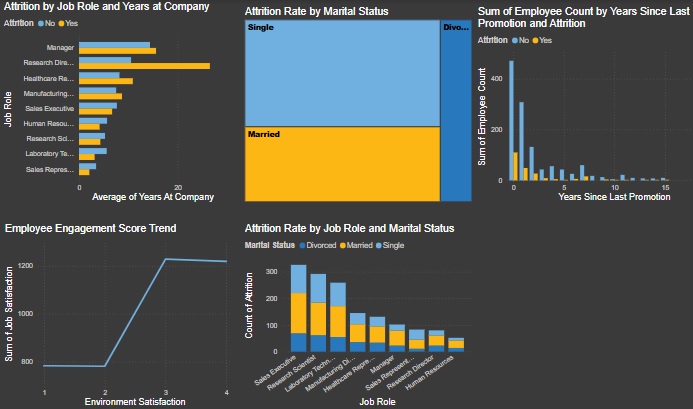 Attrition by Job Role and Years at Company
Attrition No Yes
Job Role
Manager
Research Dire...
Healthcare Re...
Manufacturing...
Sales Executive
Human Resou...
Research Sci...
Laboratory Te...
Sales Repres...
0 20
Average of Years At Company
Attrition Rate by Marital Status
Single
Divo...
Married
Sum of Employee Count by Years Since Last
Promotion and Attrition
Attrition No Yes
Sum of Employee Count
400
200
0
0 5 10 15
Years Since Last Promotion
Employee Engagement Score Trend
Sum of Job Satisfaction
1200
1000
800
1 2 3 4
Environment Satisfaction
Attrition Rate by Job Role and Marital Status
Marital Status Divorced Married Single
Count of Attrition
300
200
100
0
Sales Executive
Research Scientist
Laboratory Techn...
Manufacturing Di...
Healthcare Repre...
Manager
Sales Represent...
Research Director
Human Resources
Job Role